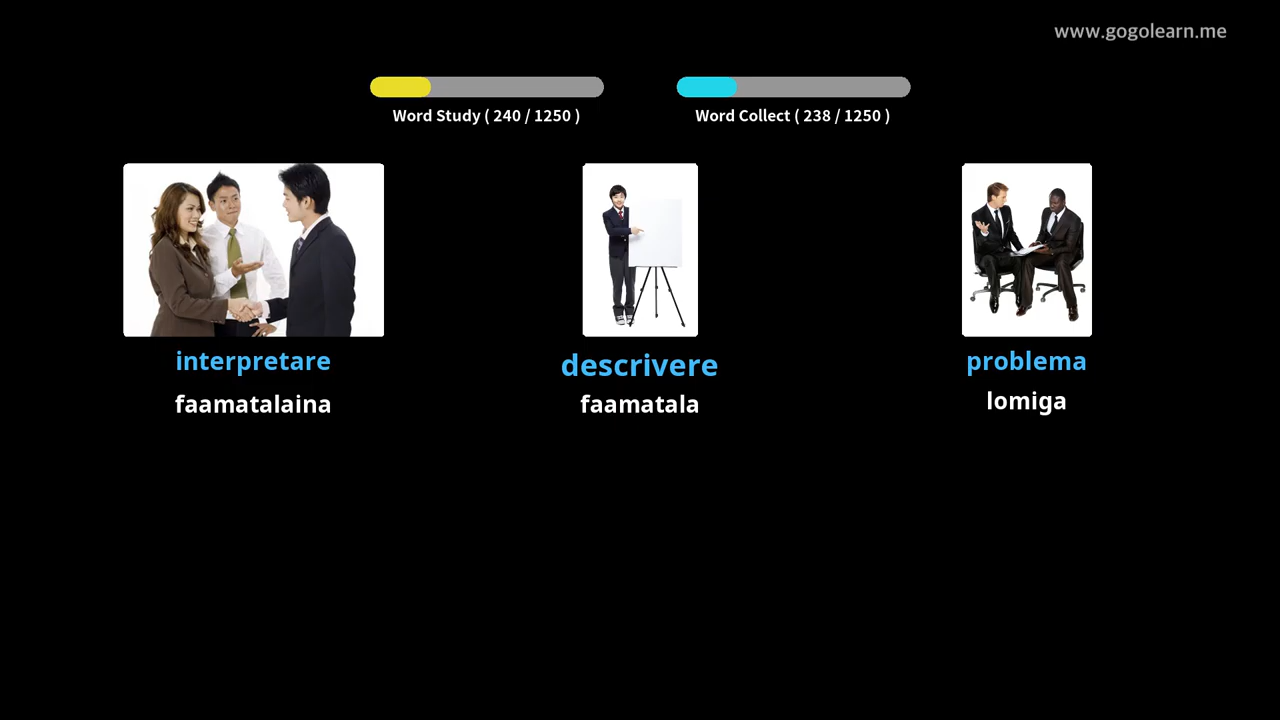 www.gogolearn.me
Word Study ( 240 / 1250 )
Word Collect ( 238 / 1250 )
interpretare
faamatalaina
descrivere
faamatala
problema
lomiga